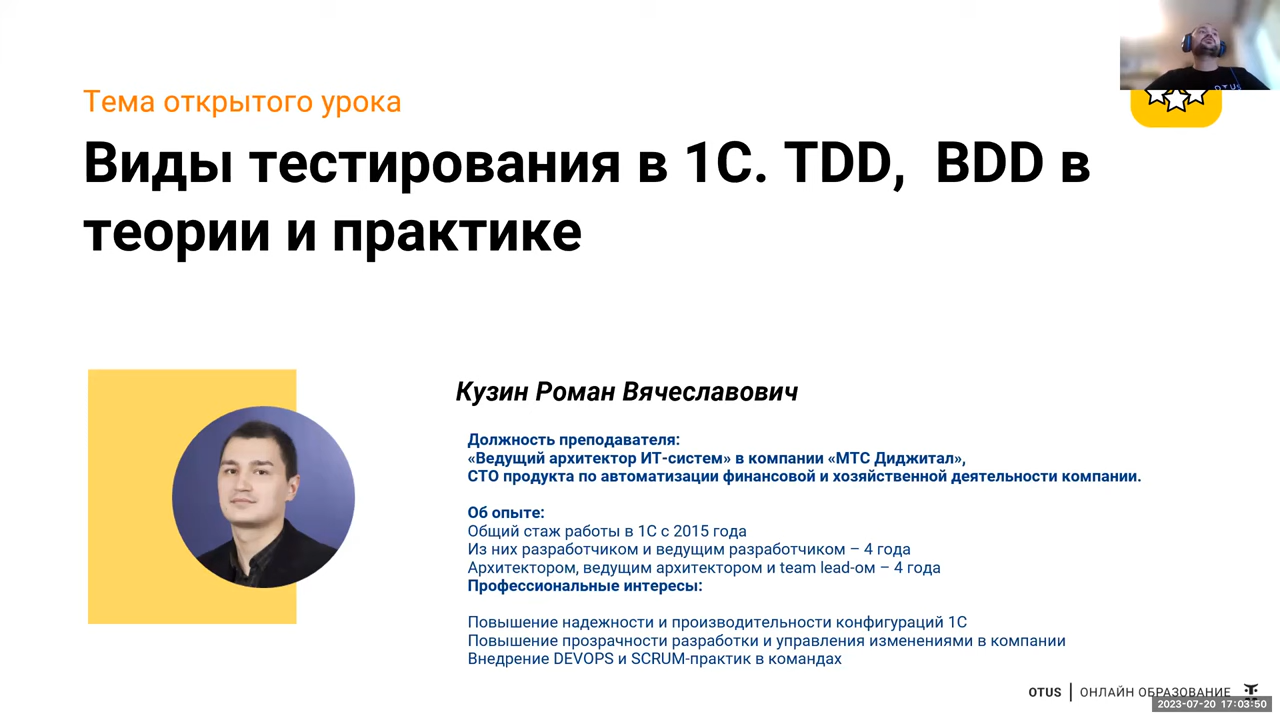 Тема открытого урока
Виды тестирования в 1С. TDD, BDD в
теории и практике
Кузин Роман Вячеславович
Должность преподавателя:
«Ведущий архитектор ИТ-систем» в компании «МТС Диджитал»,
СТО продукта по автоматизации финансовой и хозяйственной деятельности компании.
Об опыте:
Общий стаж работы в 1С с 2015 года
Из них разработчиком и ведущим разработчиком – 4 года
Архитектором, ведущим архитектором и team lead-ом – 4 года
Профессиональные интересы:
Повышение надежности и производительности конфигураций 1С
Повышение прозрачности разработки и управления изменениями в компании
Внедрение DEVOPS и SCRUM-практик в командах
OTUS | ОНЛАЙН ОБРАЗОВАНИЕ
2023-07-20 17:03:50
OTUS